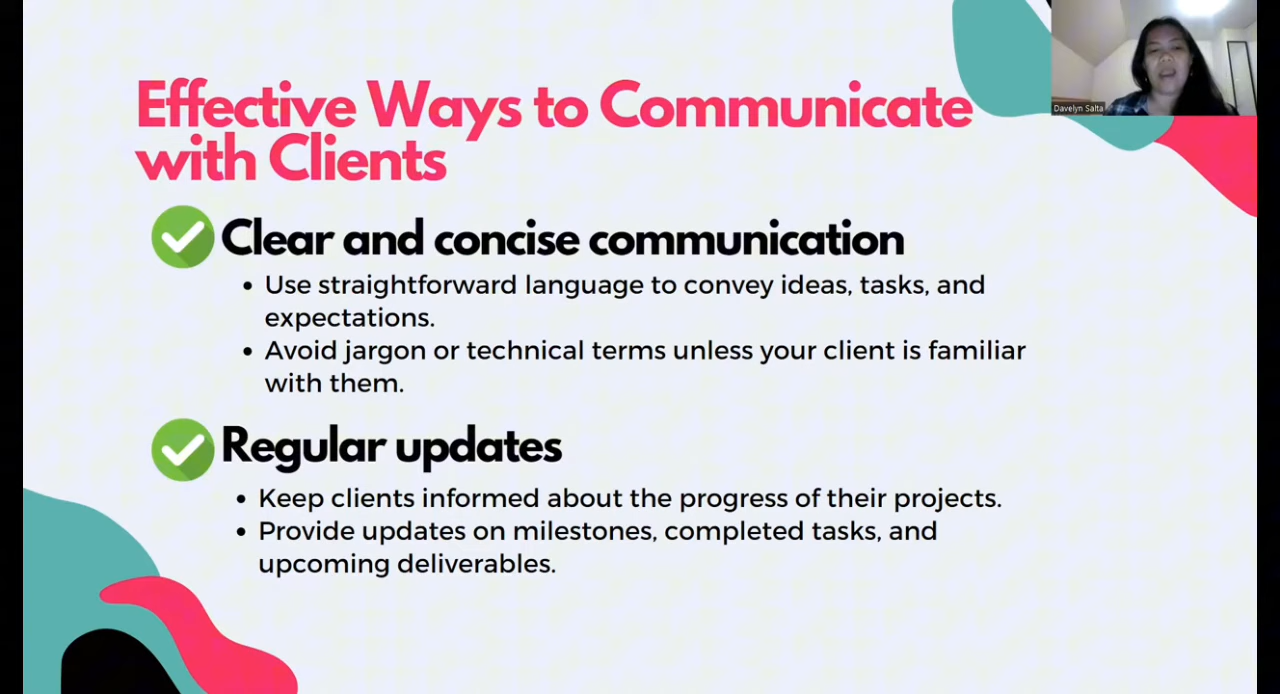 Effective Ways to Communicate
with Clients
Clear and concise communication
• Use straightforward language to convey ideas, tasks, and
expectations.
• Avoid jargon or technical terms unless your client is familiar
with them.
Regular updates
• Keep clients informed about the progress of their projects.
• Provide updates on milestones, completed tasks, and
upcoming deliverables.
Davelyn Salta